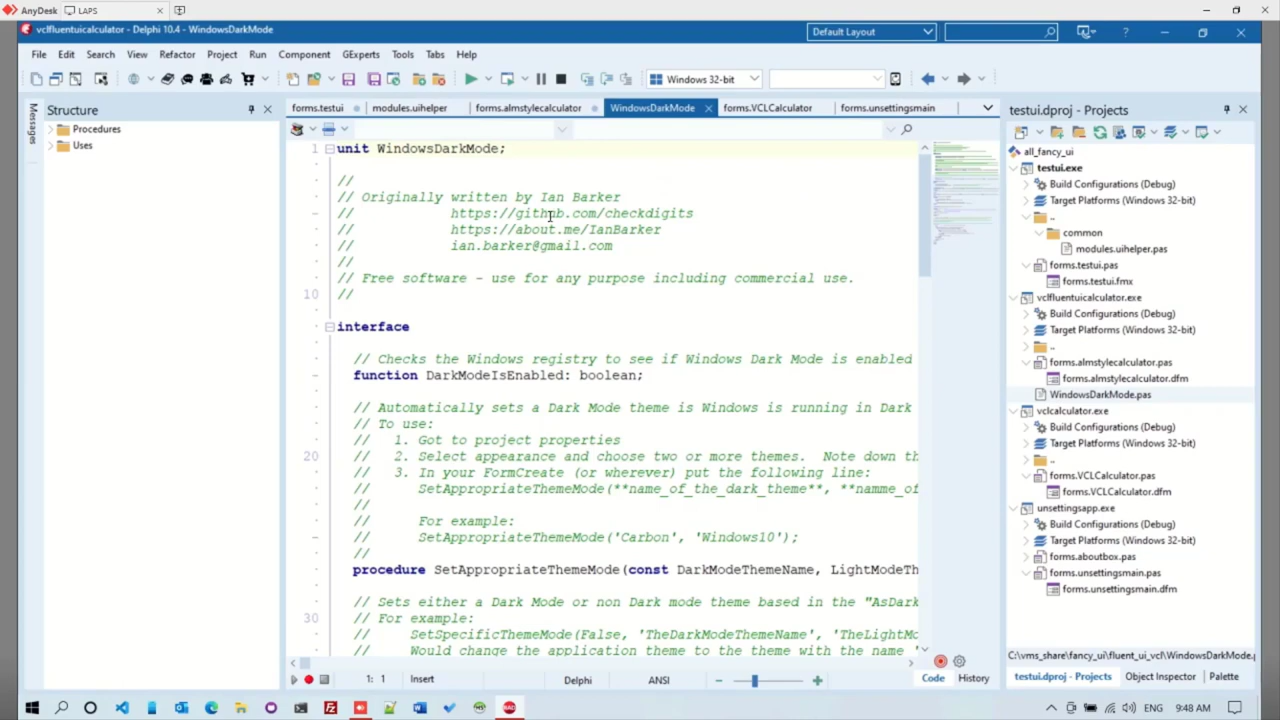 AnyDesk LAPS
vclfluentuicalculator - Delphi 10.4 - WindowsDarkMode
Default Layout
File Edit Search View Refactor Project Run Component GExperts Tools Tabs Help
Windows 32-bit
Messages
Structure
Procedures
Uses
forms.testui modules.uihelper forms.almstylecalculator WindowsDarkMode forms.VCLCalculator forms.unsettingsmain
1 unit WindowsDarkMode;
//
// Originally written by Ian Barker
// https://github.com/checkdigits
// https://about.me/IanBarker
// ian.barker@gmail.com
//
// Free software - use for any purpose including commercial use.
10 //
interface
// Checks the Windows registry to see if Windows Dark Mode is enabled
function DarkModeIsEnabled: boolean;
// Automatically sets a Dark Mode theme is Windows is running in Dark
// To use:
// 1. Got to project properties
20 // 2. Select appearance and choose two or more themes. Note down th
// 3. In your FormCreate (or wherever) put the following line:
// SetAppropriateThemeMode(**name_of_the_dark_theme**, **namme_of
//
// For example:
// SetAppropriateThemeMode('Carbon', 'Windows10');
//
procedure SetAppropriateThemeMode(const DarkModeThemeName, LightModeTh
// Sets either a Dark Mode or non Dark mode theme based in the "AsDark
30 // For example:
// SetSpecificThemeMode(False, 'TheDarkModeThemeName', 'TheLightMo
// Would change the application theme to the theme with the name '
1: 1 Insert Delphi ANSI Code History
testui.dproj - Projects
all_fancy_ui
testui.exe
Build Configurations (Debug)
Target Platforms (Windows 32-bit)
..
common
modules.uihelper.pas
forms.testui.pas
forms.testui.fmx
vclfluentuicalculator.exe
Build Configurations (Debug)
Target Platforms (Windows 32-bit)
..
forms.almstylecalculator.pas
forms.almstylecalculator.dfm
WindowsDarkMode.pas
vclcalculator.exe
Build Configurations (Debug)
Target Platforms (Windows 32-bit)
..
forms.VCLCalculator.pas
forms.VCLCalculator.dfm
unsettingsapp.exe
Build Configurations (Debug)
Target Platforms (Windows 32-bit)
forms.aboutbox.pas
forms.unsettingsmain.pas
forms.unsettingsmain.dfm
C:\vms_share\fancy_ui\fluent_ui_vcl\WindowsDarkMode.p
testui.dproj - Projects Object Inspector Palette
ENG 9:48 AM